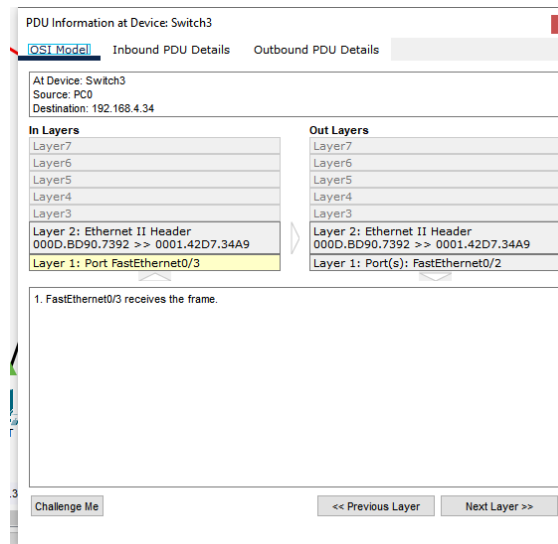 PDU Information at Device: Switch3
OSI Model Inbound PDU Details Outbound PDU Details
At Device: Switch3
Source: PC0
Destination: 192.168.4.34
In Layers
Layer7
Layer6
Layer5
Layer4
Layer3
Layer 2: Ethernet II Header
000D.BD90.7392 >> 0001.42D7.34A9
Layer 1: Port FastEthernet0/3
Out Layers
Layer7
Layer6
Layer5
Layer4
Layer3
Layer 2: Ethernet II Header
000D.BD90.7392 >> 0001.42D7.34A9
Layer 1: Port(s): FastEthernet0/2
1. FastEthernet0/3 receives the frame.
Challenge Me
<< Previous Layer
Next Layer >>